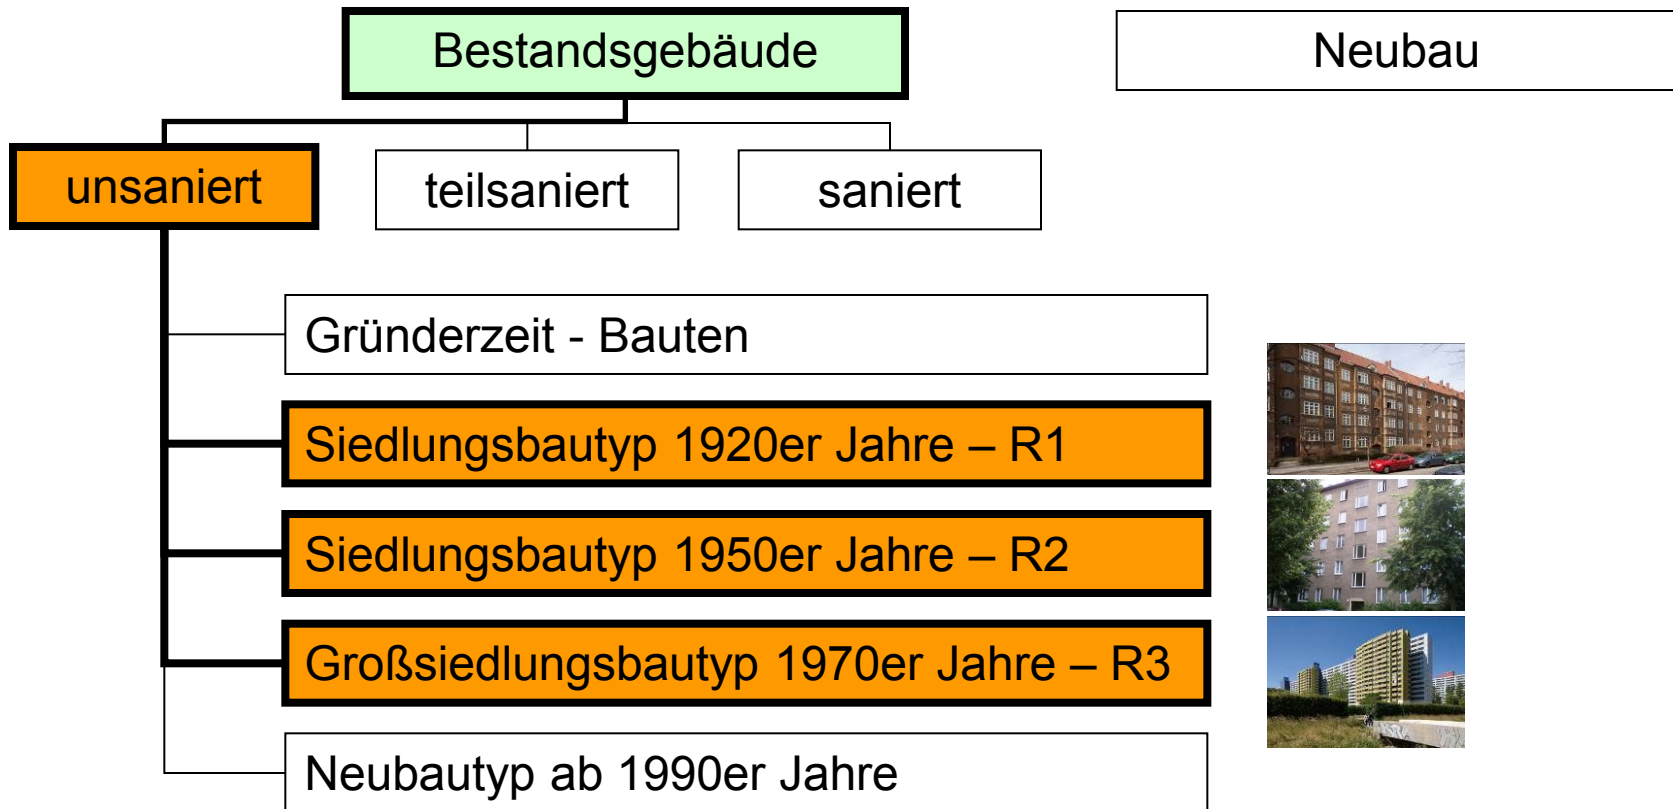 Bestandsgebäude
Neubau
unsaniert
teilsaniert
saniert
Gründerzeit - Bauten
Siedlungsbautyp 1920er Jahre – R1
Siedlungsbautyp 1950er Jahre – R2
Großsiedlungsbautyp 1970er Jahre – R3
Neubautyp ab 1990er Jahre